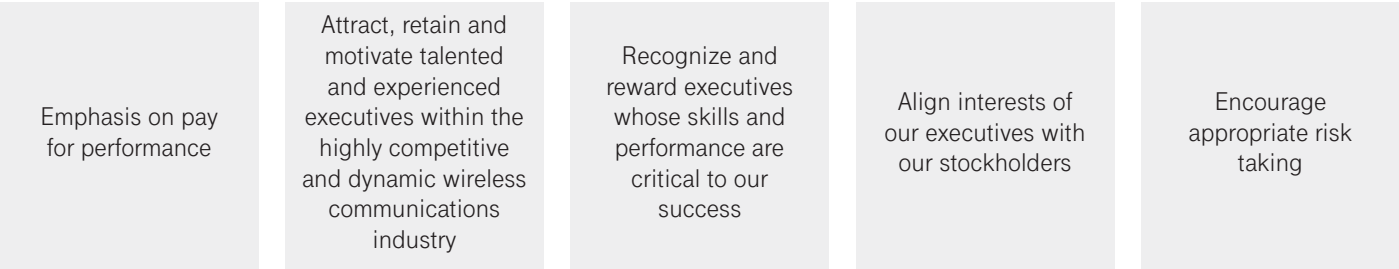 Emphasis on pay
for performance
Attract, retain and
motivate talented
and experienced
executives within the
highly competitive
and dynamic wireless
communications
industry
Recognize and
reward executives
whose skills and
performance are
critical to our
success
Align interests of
our executives with
our stockholders
Encourage
appropriate risk
taking